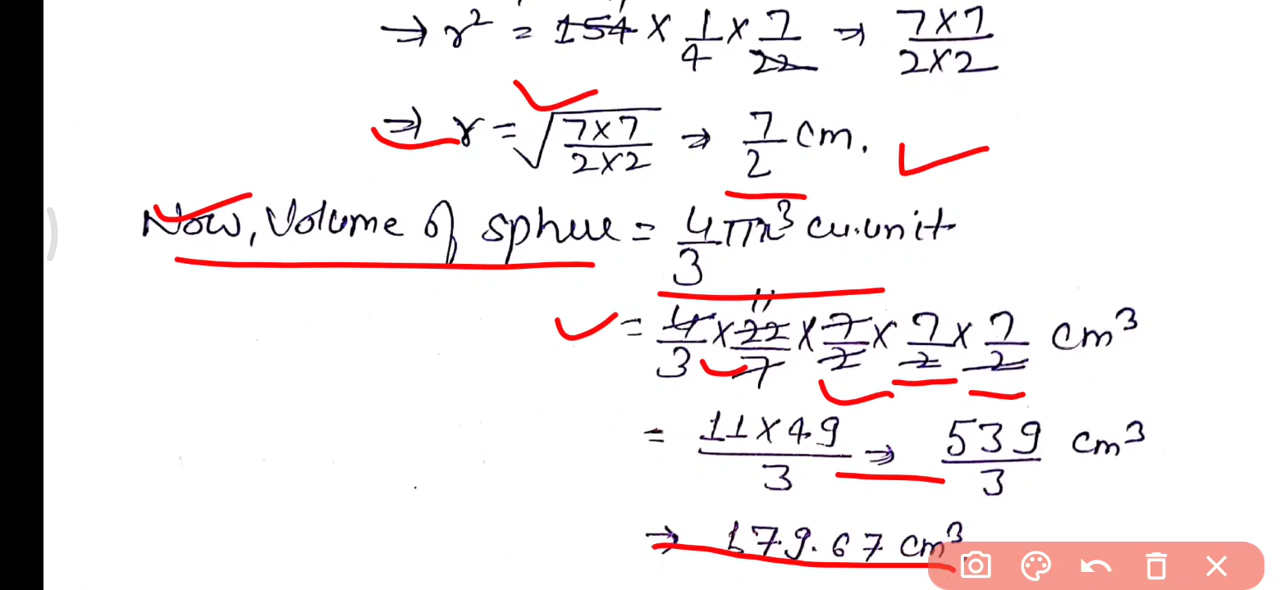 ⇒ r² = 154 × 1/4 × 7/22 ⇒ 7×7/2×2
⇒ r = √(7×7/2×2) ⇒ 7/2 cm.
Now, Volume of sphere = 4/3 πr³ cu.unit
= 4/3 × 22/7 × 7/2 × 7/2 × 7/2 cm³
11
= 11×49/3 ⇒ 539/3 cm³
⇒ 179.67 cm³